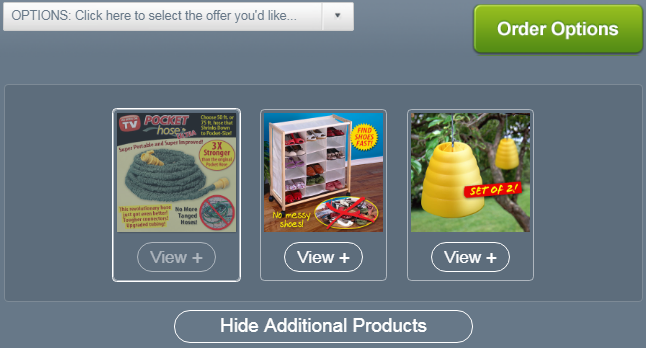 OPTIONS: Click here to select the offer you'd like...
Order Options
AS SEEN ON
TV
POCKET
hose
ULTRA
Choose 50 ft. or
75 ft. hose that
Shrinks Down
to Pocket-Size!
Super Portable and Super Improved!
3X
Stronger
than the original
Pocket Hose
This revolutionary hose
just got even better!
Tougher connectors!
Upgraded tubing!
No More
Tangled
Hoses!
FIND
SHOES
FAST!
No messy
shoes!
SET OF 2!
View +
View +
View +
Hide Additional Products